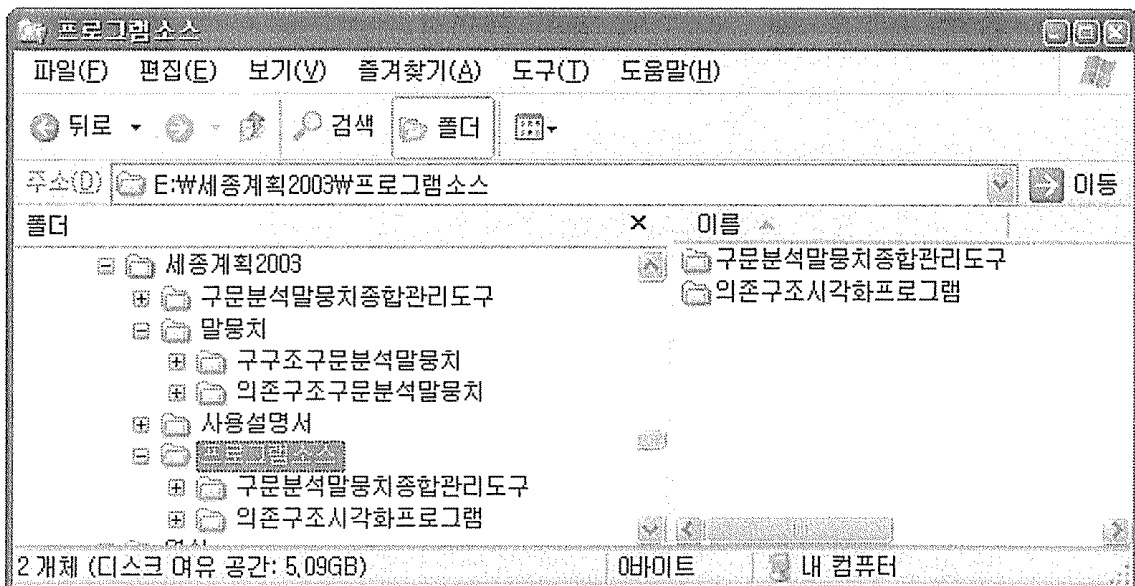 프로그램소스
파일(F) 편집(E) 보기(V) 즐겨찾기(A) 도구(T) 도움말(H)
뒤로 검색 폴더
주소(D) E:₩세종계획2003₩프로그램소스 이동
폴더 이름
세종계획2003
구문분석말뭉치종합관리도구
말뭉치
구구조구문분석말뭉치
의존구조구문분석말뭉치
사용설명서
프로그램소스
구문분석말뭉치종합관리도구
의존구조시각화프로그램
구문분석말뭉치종합관리도구
의존구조시각화프로그램
2 개체 (디스크 여유 공간: 5,09GB) 0바이트 내 컴퓨터